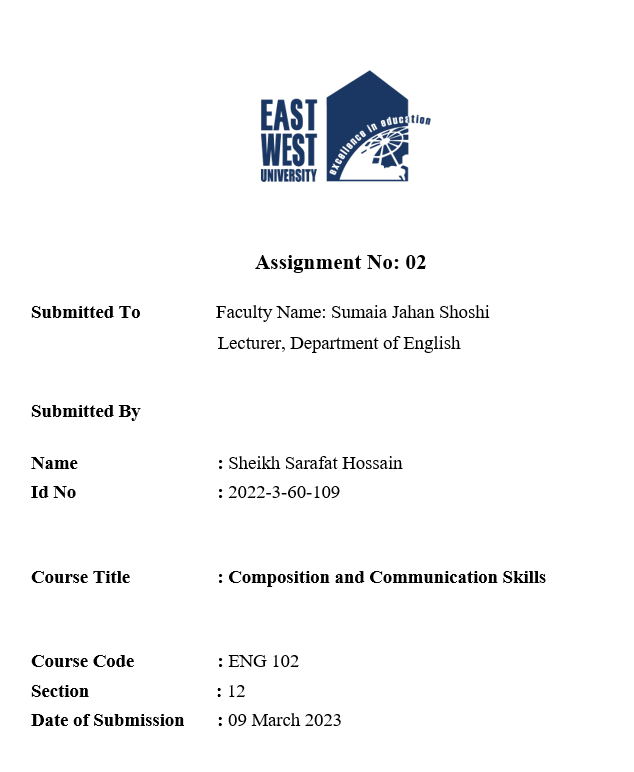 EAST
WEST
UNIVERSITY
excellence in education
Assignment No: 02
Submitted To Faculty Name: Sumaia Jahan Shoshi
Lecturer, Department of English
Submitted By
Name : Sheikh Sarafat Hossain
Id No : 2022-3-60-109
Course Title : Composition and Communication Skills
Course Code : ENG 102
Section : 12
Date of Submission : 09 March 2023